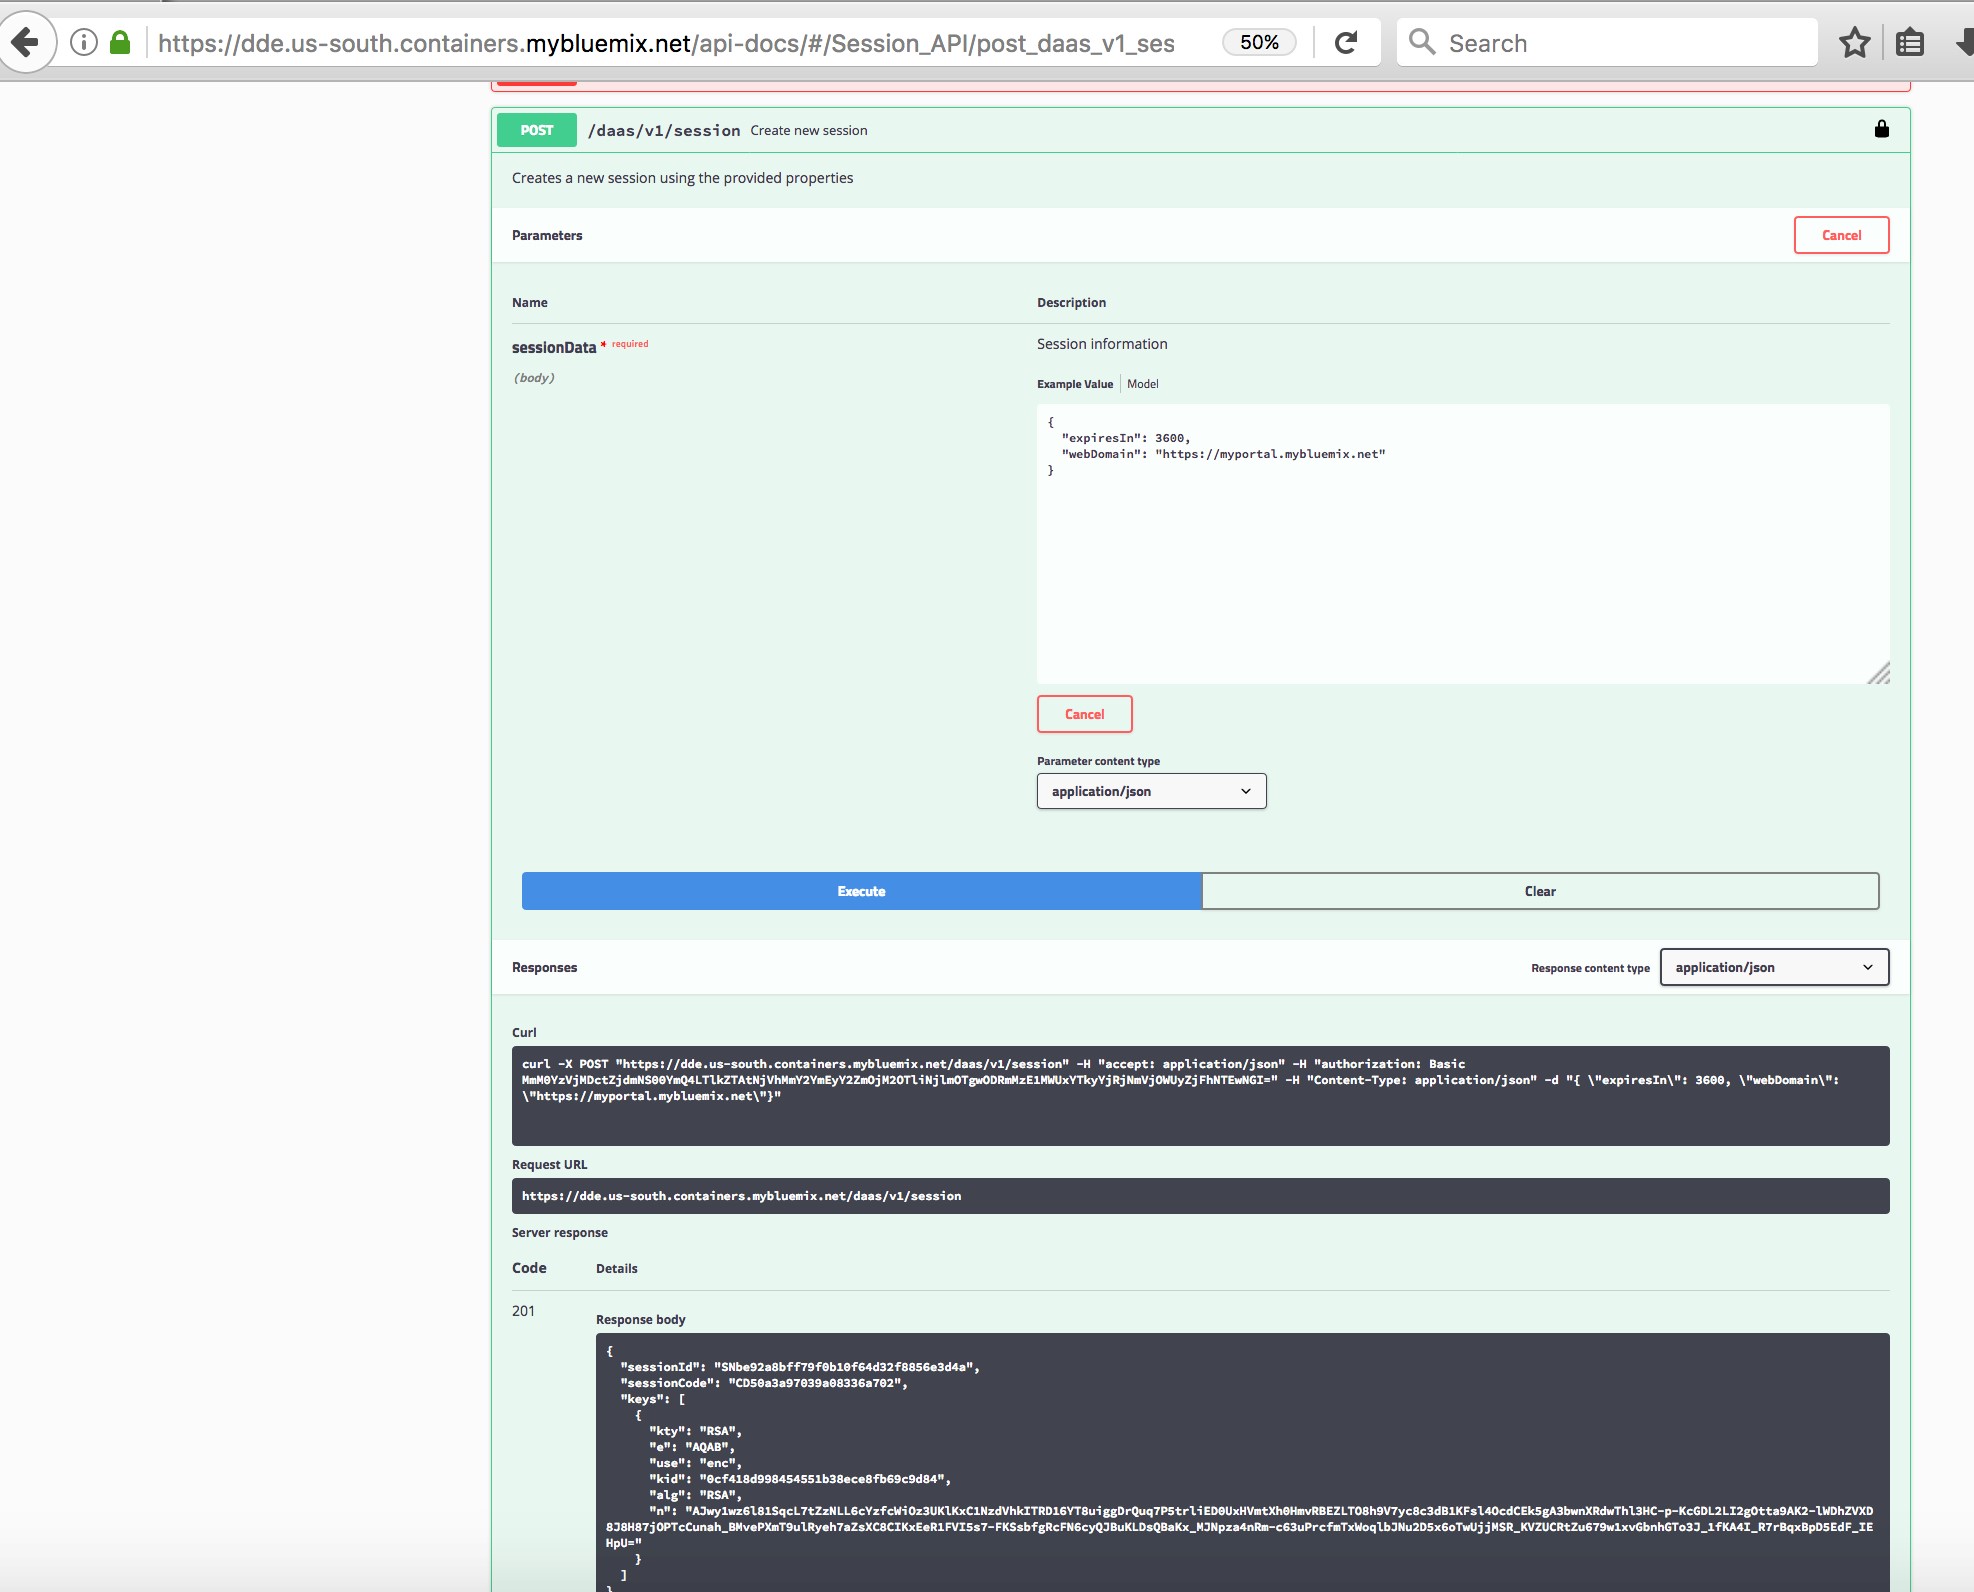 https://dde.us-south.containers.mybluemix.net/api-docs/#/Session_API/post_daas_v1_ses
50%
Search
POST /daas/v1/session Create new session
Creates a new session using the provided properties
Parameters
Cancel
Name Description
sessionData * required
(body)
Session information
Example Value Model
{
"expiresIn": 3600,
"webDomain": "https://myportal.mybluemix.net"
}
Cancel
Parameter content type
application/json
Execute
Clear
Responses
Response content type application/json
Curl
curl -X POST "https://dde.us-south.containers.mybluemix.net/daas/v1/session" -H "accept: application/json" -H "authorization: Basic
MmM0YzVjMDctZjdmNS00YmQ4LTlkZTAtNjVhMmY2YmEyY2ZmOjM2OTliNjlmOTgwODRmMzE1MWUxYTkyYjRjNmVjOWUyZjFhNTEwNGI=" -H "Content-Type: application/json" -d "{ \"expiresIn\": 3600, \"webDomain\":
\"https://myportal.mybluemix.net\"}"
Request URL
https://dde.us-south.containers.mybluemix.net/daas/v1/session
Server response
Code Details
201
Response body
{
"sessionId": "SNbe92a8bff79f0b10f64d32f8856e3d4a",
"sessionCode": "CD50a3a97039a08336a702",
"keys": [
{
"kty": "RSA",
"e": "AQAB",
"use": "enc",
"kid": "0cf418d998454551b38ece8fb69c9d84",
"alg": "RSA",
"n": "AJwy1wz6l81SqcL7tZzNLL6cYzfcWiOz3UKlKxC1NzdVhkITRD16YT8uiggDrQuq7P5trliED0UxHVmtXh0HmvRBEZLTO8h9V7yc8c3dB1KFsl4OcdCEk5gA3bwnXRdwThl3HC-p-KcGDL2LI2gOtta9AK2-lWDhZVXD
8J8H87jOPTcCunah_BMvePXmT9ulRyeh7aZsXC8CIKxEeR1FVI5s7-FKSsbfgRcFN6cyQJBuKLDsQBaKx_MJNpza4nRm-c63uPrcfmTxWoqlbJNu2D5x6oTwUjjMSR_KVZUCRtZu679w1xvGbnhGTo3J_1fKA4I_R7rBqxBpD5EdF_IE
HpU="
}
]
}